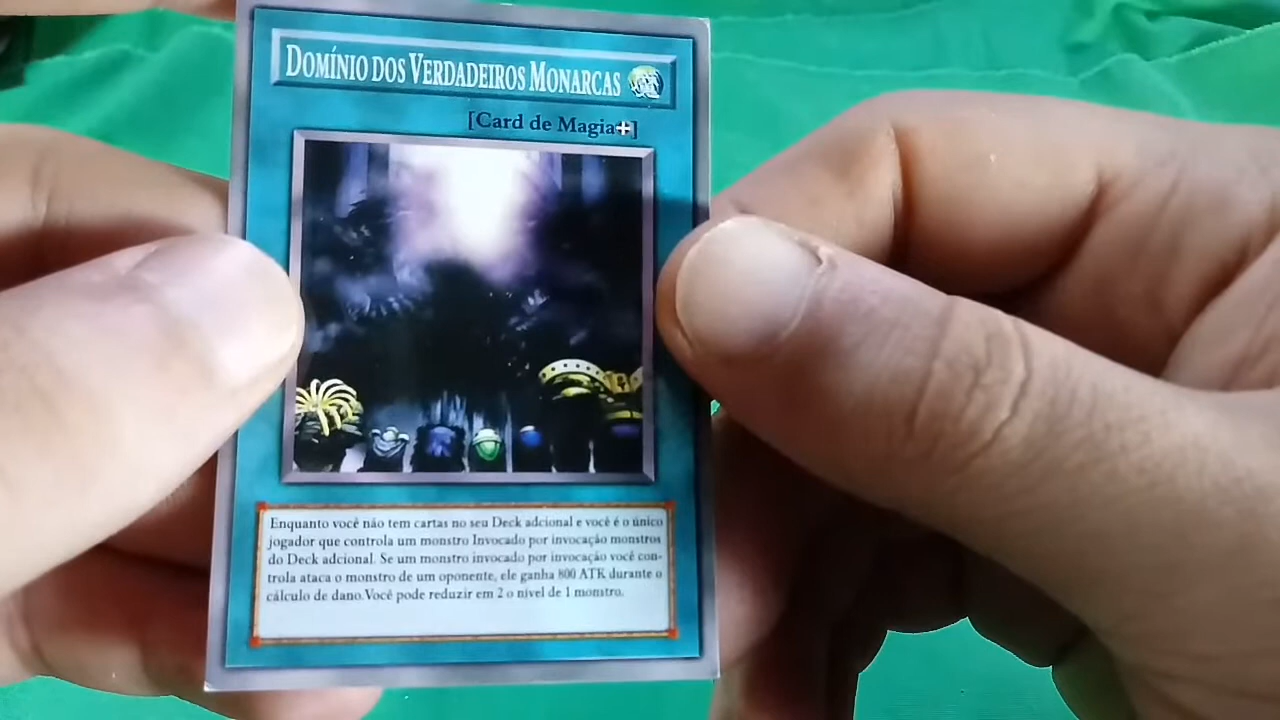 DOMÍNIO DOS VERDADEIROS MONARCAS
[Card de Magia+]
Enquanto você não tem cartas no seu Deck adcional e você é o único
jogador que controla um monstro Invocado por invocação monstros
do Deck adcional. Se um monstro invocado por invocação você con-
trola ataca o monstro de um oponente, ele ganha 800 ATK durante o
cálculo de dano.Você pode reduzir em 2 o nível de 1 monstro.